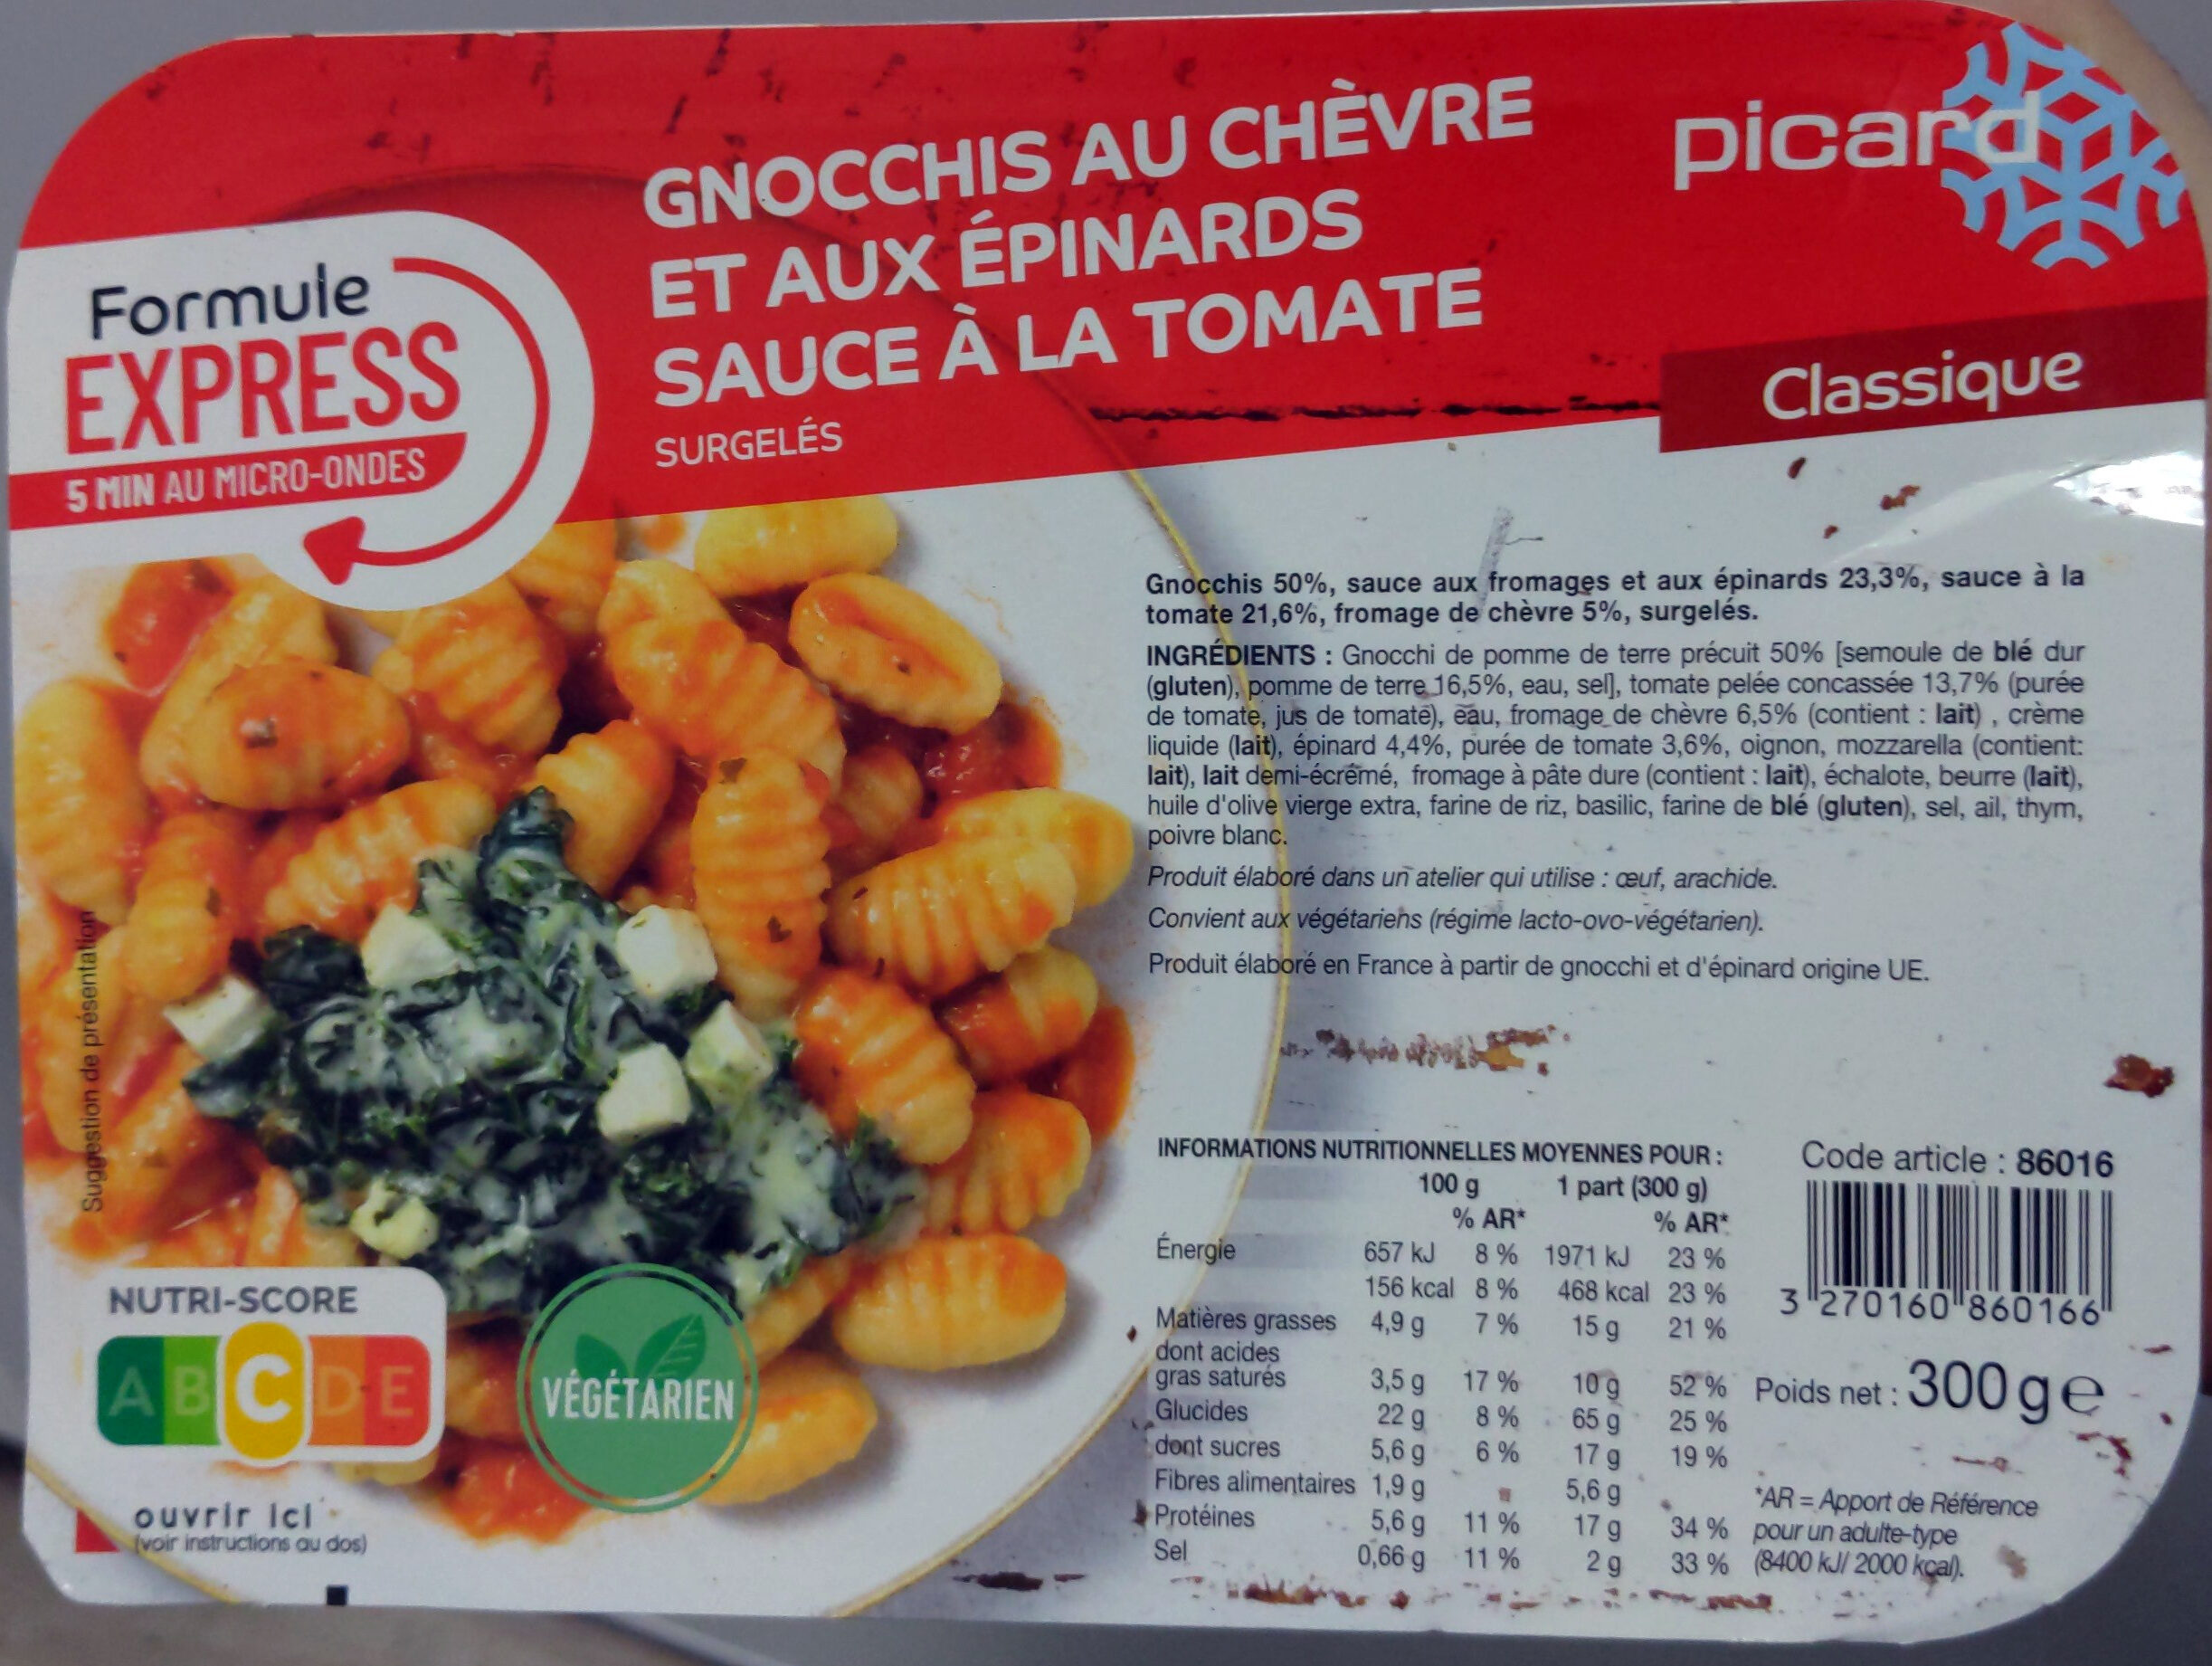 GNOCCHIS AU CHÈVRE
ET AUX ÉPINARDS
SAUCE À LA TOMATE
SURGELÉS
picard
Classique
Formule
EXPRESS
5 MIN AU MICRO-ONDES
Gnocchis 50%, sauce aux fromages et aux épinards 23,3%, sauce à la
tomate 21,6%, fromage de chèvre 5%, surgelés.
INGRÉDIENTS : Gnocchi de pomme de terre précuit 50% [semoule de blé dur
(gluten), pomme de terre 16,5%, eau, sel], tomate pelée concassée 13,7% (purée
de tomate, jus de tomate), eau, fromage de chèvre 6,5% (contient : lait) , crème
liquide (lait), épinard 4,4%, purée de tomate 3,6%, oignon, mozzarella (contient:
lait), lait demi-écrémé, fromage à pâte dure (contient : lait), échalote, beurre (lait),
huile d'olive vierge extra, farine de riz, basilic, farine de blé (gluten), sel, ail, thym,
poivre blanc.
Produit élaboré dans un atelier qui utilise : œuf, arachide.
Convient aux végétariens (régime lacto-ovo-végétarien).
Produit élaboré en France à partir de gnocchi et d'épinard origine UE.
Suggestion de présentation
NUTRI-SCORE
A B C D E
VÉGÉTARIEN
ouvrir ici
(voir instructions au dos)
INFORMATIONS NUTRITIONNELLES MOYENNES POUR :
100 g 1 part (300 g)
% AR* % AR*
Énergie 657 kJ 8 % 1971 kJ 23 %
156 kcal 8 % 468 kcal 23 %
Matières grasses 4,9 g 7 % 15 g 21 %
dont acides
gras saturés 3,5 g 17 % 10 g 52 %
Glucides 22 g 8 % 65 g 25 %
dont sucres 5,6 g 6 % 17 g 19 %
Fibres alimentaires 1,9 g 5,6 g
Protéines 5,6 g 11 % 17 g 34 %
Sel 0,66 g 11 % 2 g 33 %
Code article : 86016
3 270160 860166
Poids net : 300 g e
*AR = Apport de Référence
pour un adulte-type
(8400 kJ/ 2000 kcal).